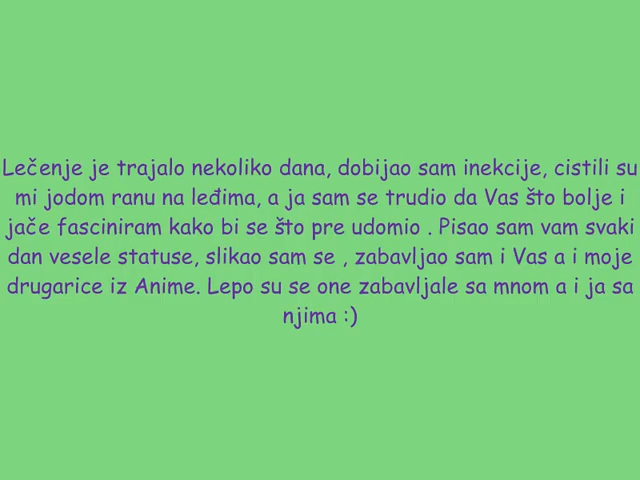 Lečenje je trajalo nekoliko dana, dobijao sam inekcije, cistili su
mi jodom ranu na leđima, a ja sam se trudio da Vas što bolje i
jače fasciniram kako bi se što pre udomio . Pisao sam vam svaki
dan vesele statuse, slikao sam se , zabavljao sam i Vas a i moje
drugarice iz Anime. Lepo su se one zabavljale sa mnom a i ja sa
njima :)